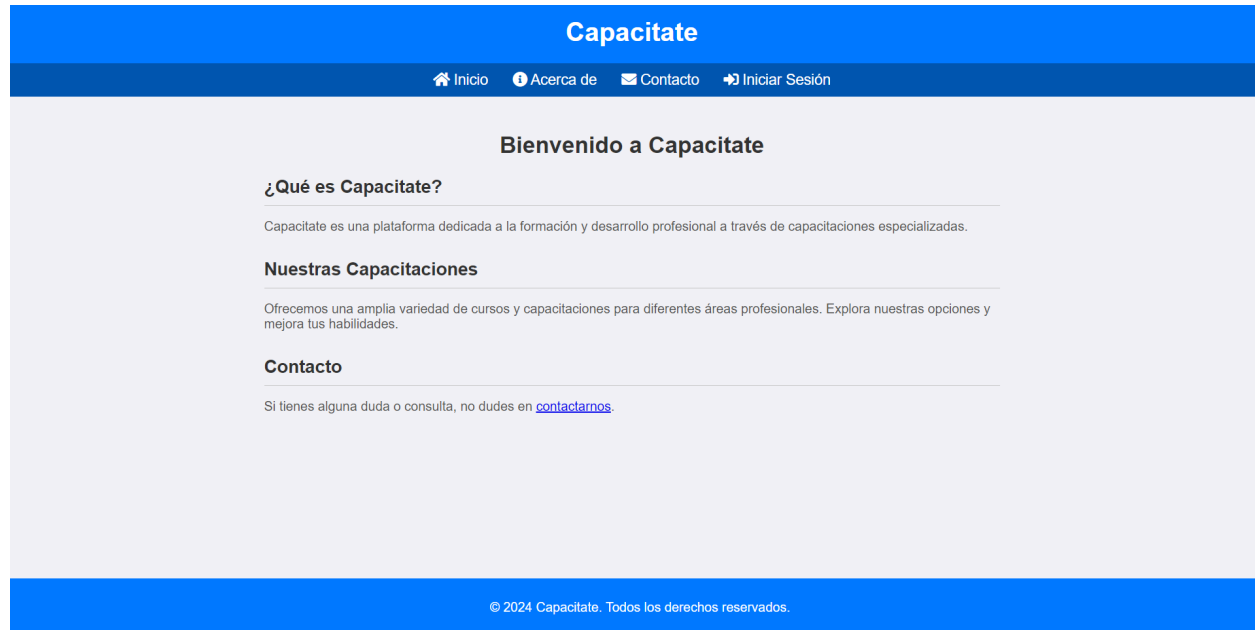 Capacitate
Inicio Acerca de Contacto Iniciar Sesión
Bienvenido a Capacitate
¿Qué es Capacitate?
Capacitate es una plataforma dedicada a la formación y desarrollo profesional a través de capacitaciones especializadas.
Nuestras Capacitaciones
Ofrecemos una amplia variedad de cursos y capacitaciones para diferentes áreas profesionales. Explora nuestras opciones y
mejora tus habilidades.
Contacto
Si tienes alguna duda o consulta, no dudes en contactarnos.
© 2024 Capacitate. Todos los derechos reservados.